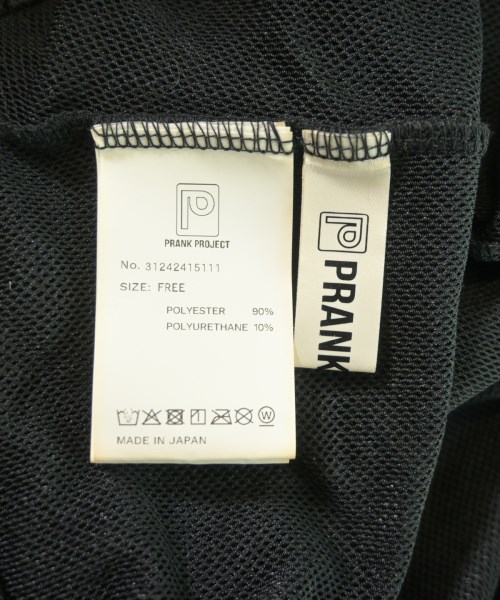 PRANK PROJECT
No. 31242415111
SIZE: FREE
POLYESTER 90%
POLYURETHANE 10%
MADE IN JAPAN
PRANK